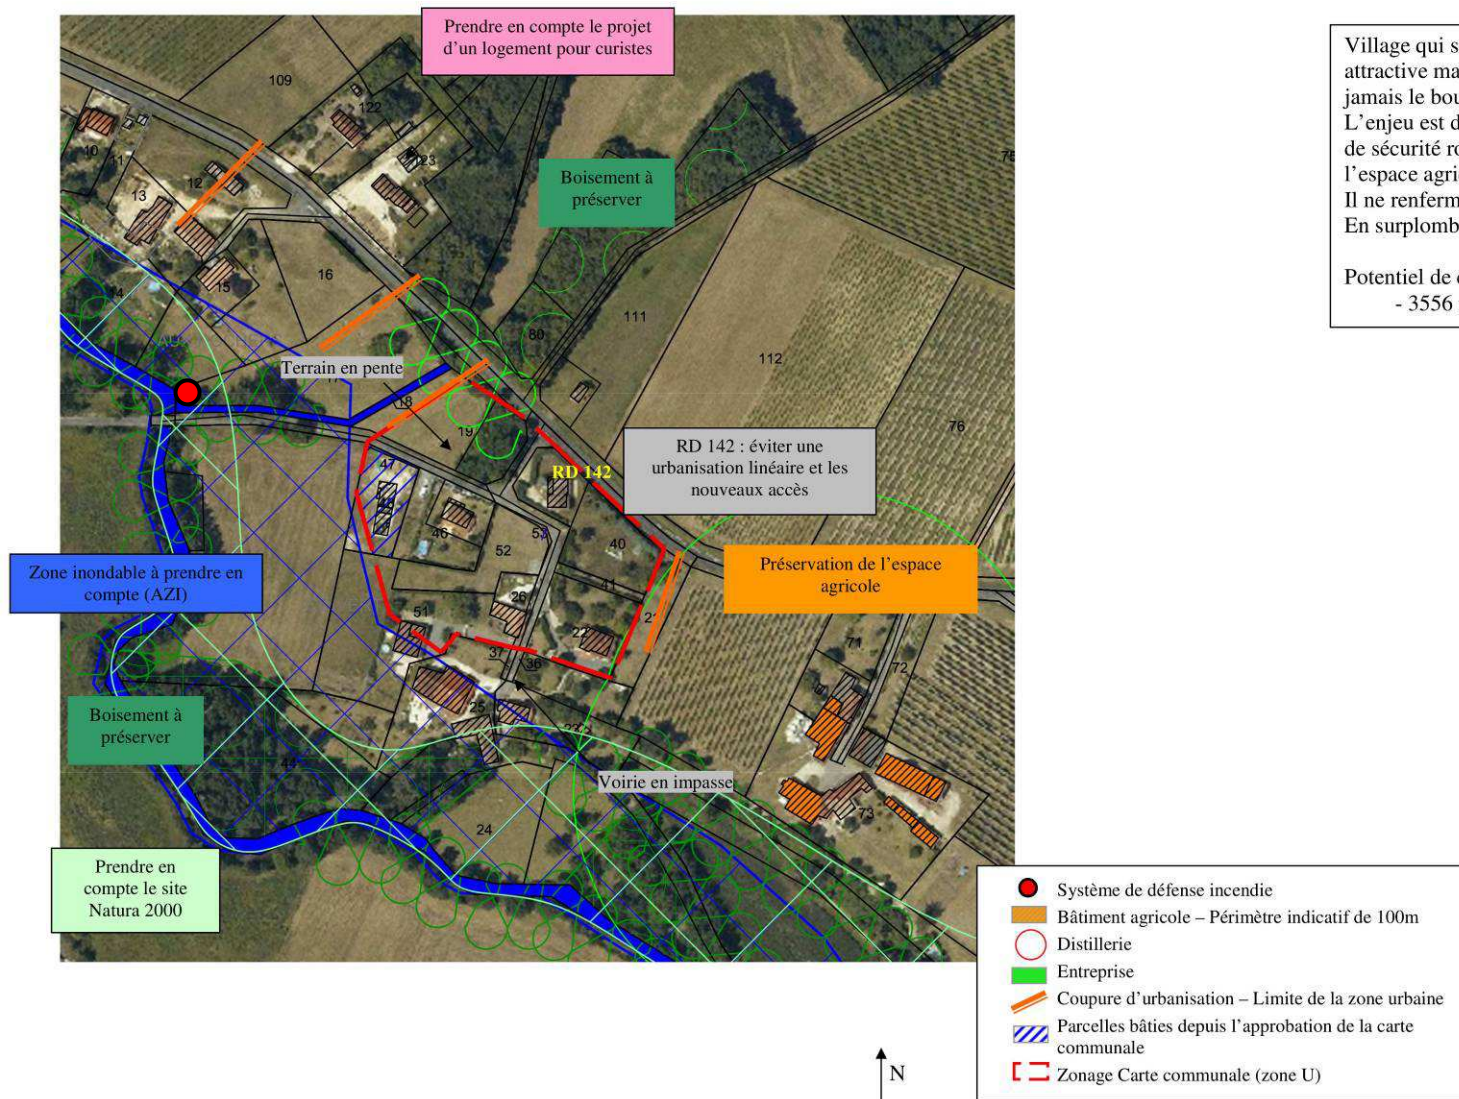 Prendre en compte le projet
d'un logement pour curistes
Village qui s
attractive ma
jamais le bou
L'enjeu est d
de sécurité ro
l'espace agri
Il ne renferm
En surplomb
Potentiel de c
- 3556
109
122
123
10
11
12
13
14
15
16
Boisement à
préserver
75
80
111
112
76
Terrain en pente
18
19
47
46
52
53
40
41
RD 142
RD 142 : éviter une
urbanisation linéaire et les
nouveaux accès
Zone inondable à prendre en
compte (AZI)
Préservation de l'espace
agricole
51
26
22
21
37
36
25
71
72
73
Boisement à
préserver
44
24
Voirie en impasse
Prendre en
compte le site
Natura 2000
Système de défense incendie
Bâtiment agricole – Périmètre indicatif de 100m
Distillerie
Entreprise
Coupure d'urbanisation – Limite de la zone urbaine
Parcelles bâties depuis l'approbation de la carte
communale
Zonage Carte communale (zone U)
N